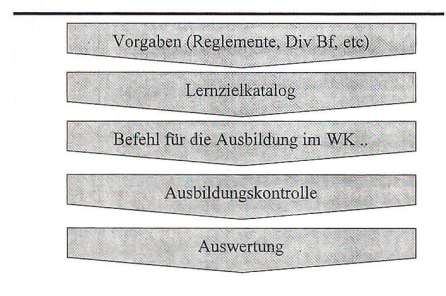 Vorgaben (Reglemente, Div Bf, etc)
Lernzielkatalog
Befehl für die Ausbildung im WK ..
Ausbildungskontrolle
Auswertung